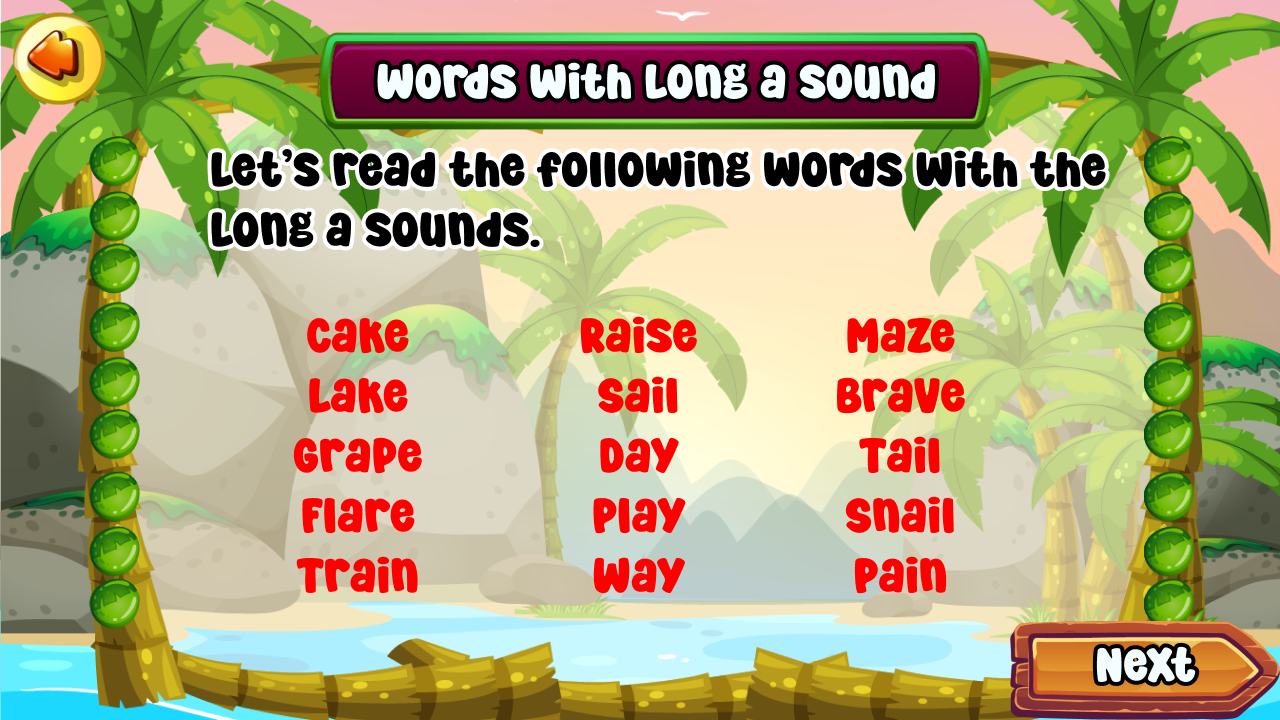 Words With Long a Sound
Let's read the following words with the
Long a sounds.
Cake
Lake
Grape
Flare
Train
Raise
Sail
Day
Play
Way
Maze
Brave
Tail
Snail
Pain
Next